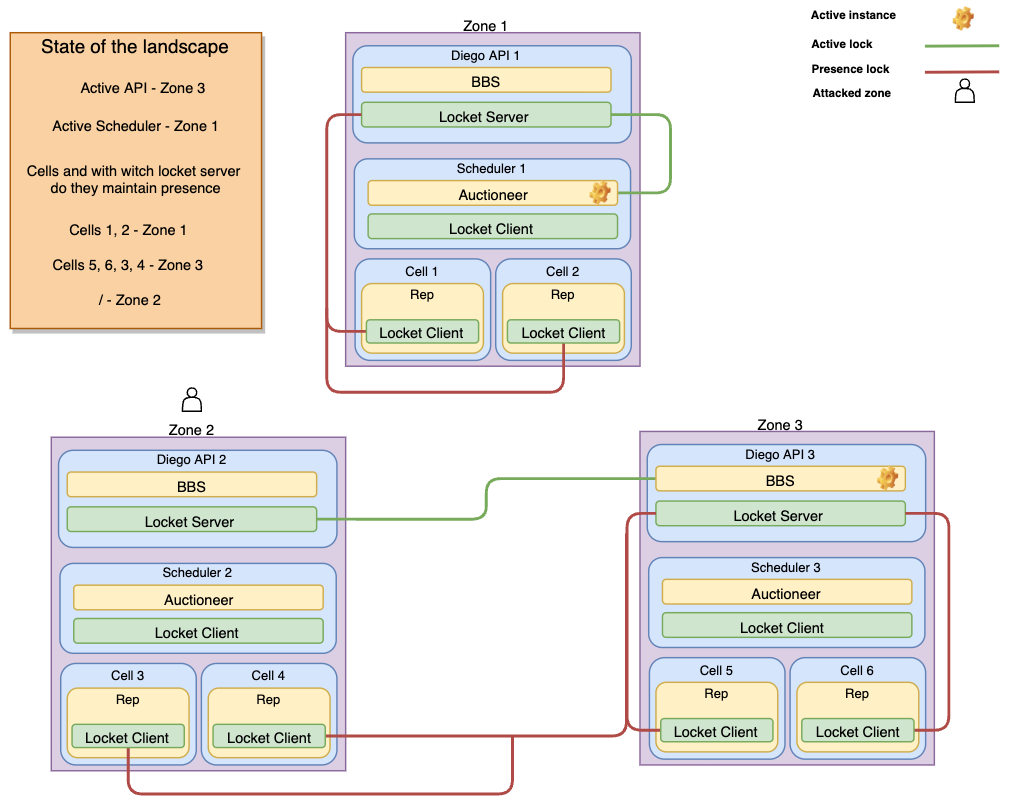 State of the landscape
Active API - Zone 3
Active Scheduler - Zone 1
Cells and with witch locket server
do they maintain presence
Cells 1, 2 - Zone 1
Cells 5, 6, 3, 4 - Zone 3
/ - Zone 2
Zone 1
Diego API 1
BBS
Locket Server
Scheduler 1
Auctioneer
Locket Client
Cell 1
Rep
Locket Client
Cell 2
Rep
Locket Client
Active instance
Active lock
Presence lock
Attacked zone
Zone 2
Diego API 2
BBS
Locket Server
Scheduler 2
Auctioneer
Locket Client
Cell 3
Rep
Locket Client
Cell 4
Rep
Locket Client
Zone 3
Diego API 3
BBS
Locket Server
Scheduler 3
Auctioneer
Locket Client
Cell 5
Rep
Locket Client
Cell 6
Rep
Locket Client